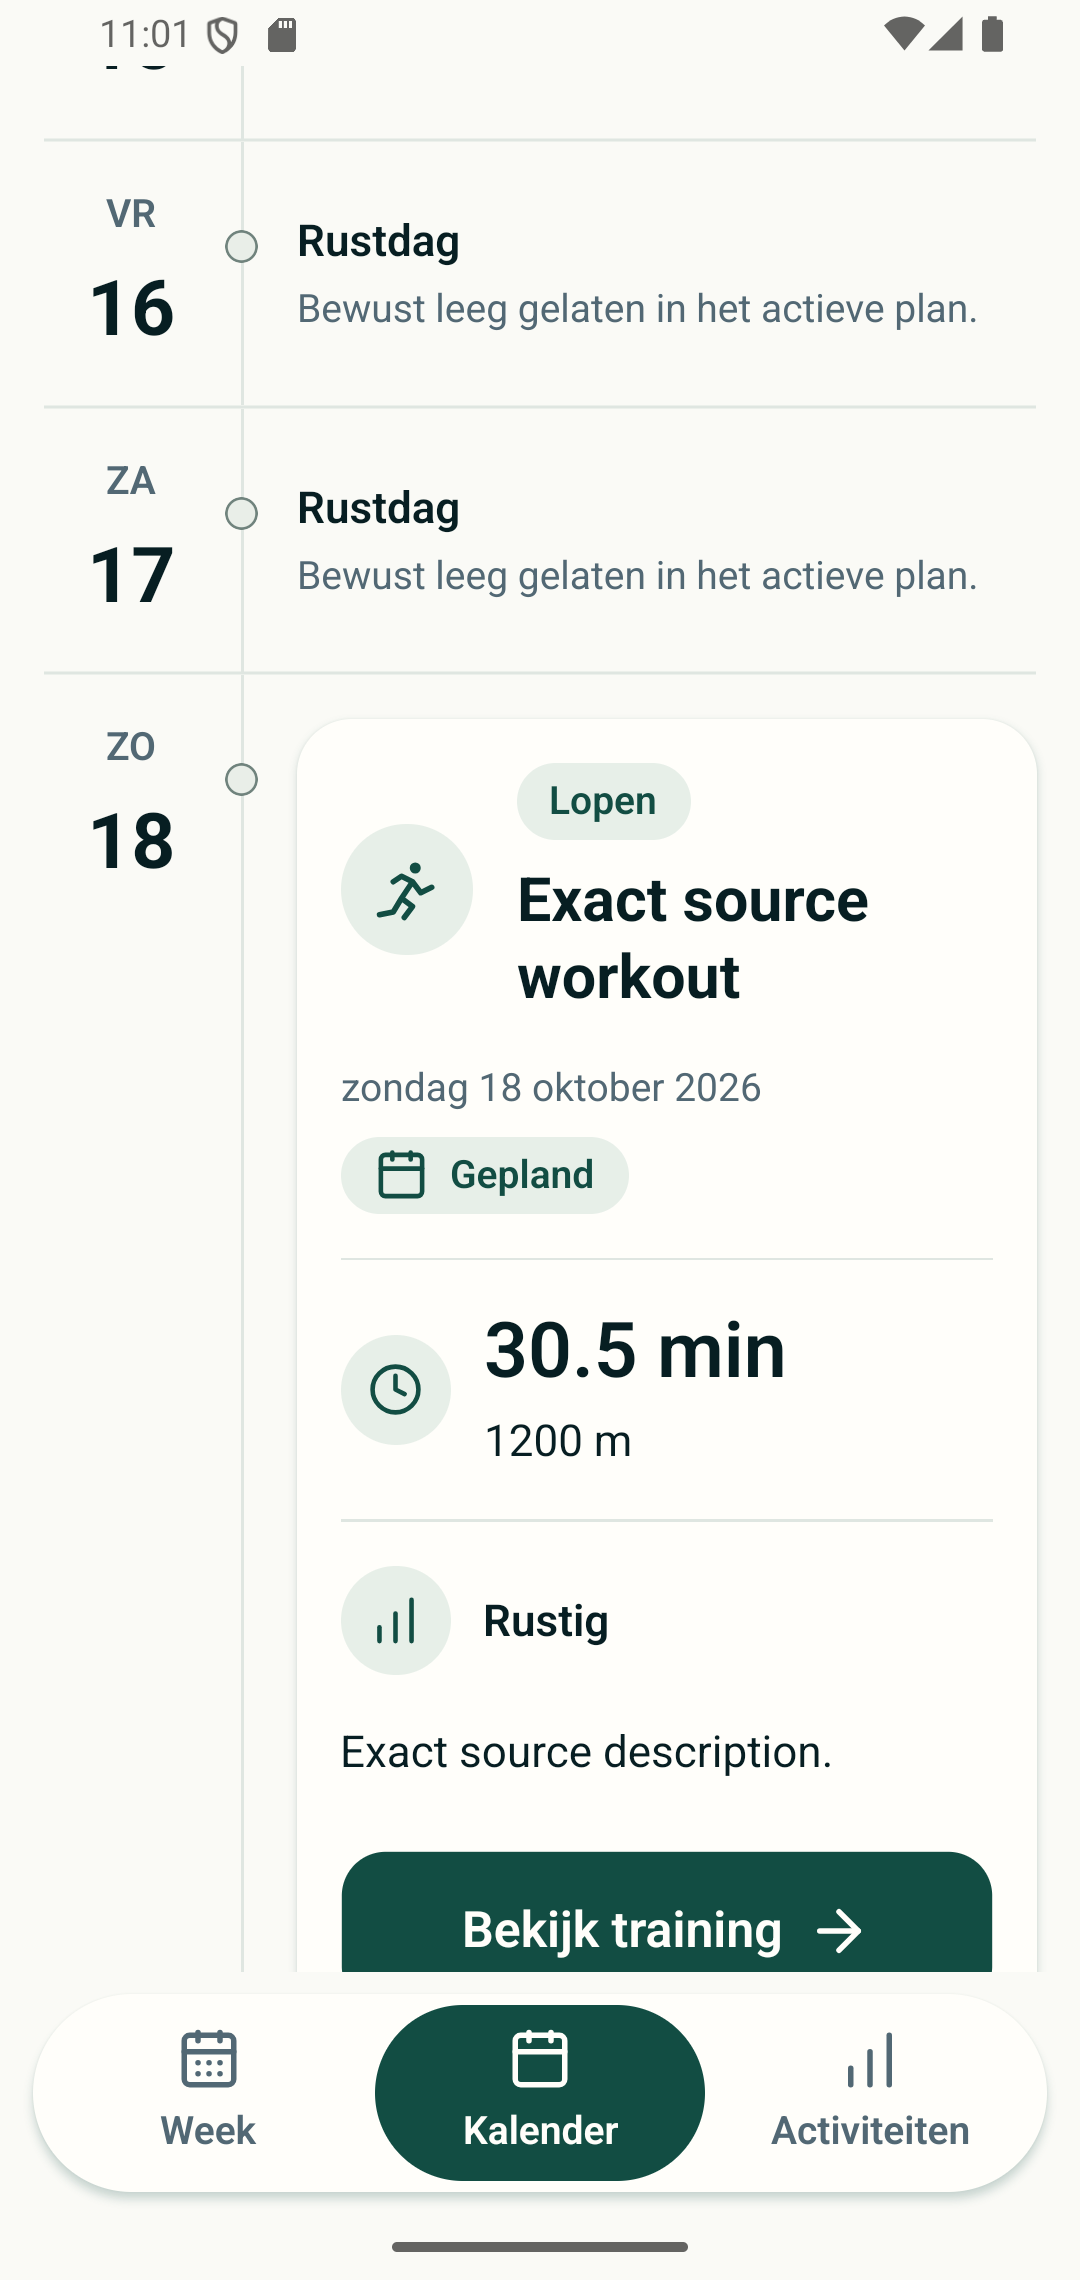 11:01
VR
16
Rustdag
Bewust leeg gelaten in het actieve plan.
ZA
17
Rustdag
Bewust leeg gelaten in het actieve plan.
ZO
18
Lopen
Exact source
workout
zondag 18 oktober 2026
Gepland
30.5 min
1200 m
Rustig
Exact source description.
Bekijk training
Week
Kalender
Activiteiten